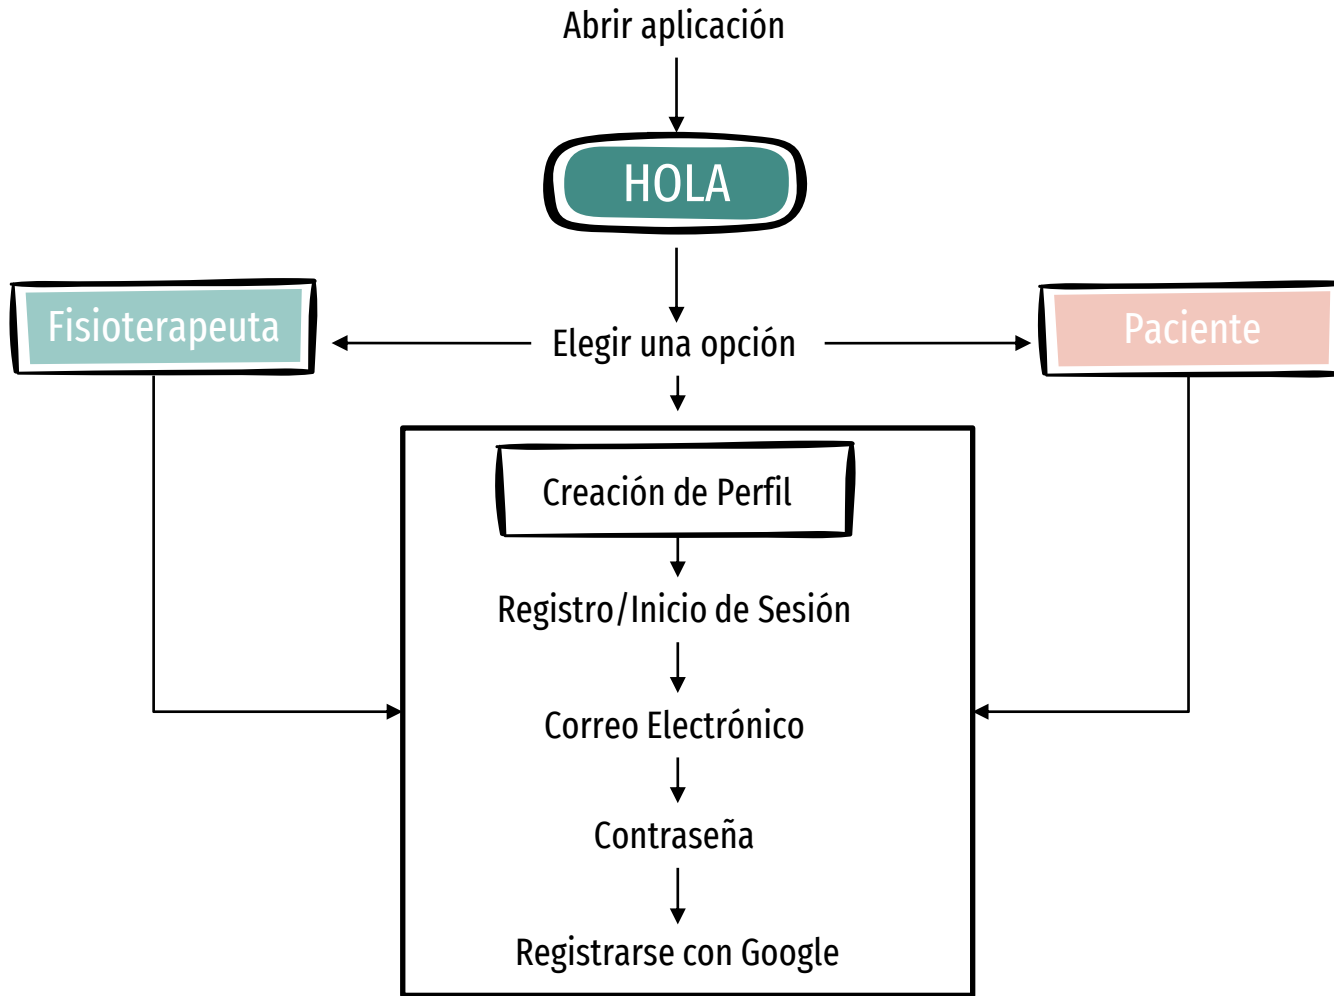 Abrir aplicación
HOLA
Fisioterapeuta
Elegir una opción
Paciente
Creación de Perfil
Registro/Inicio de Sesión
Correo Electrónico
Contraseña
Registrarse con Google